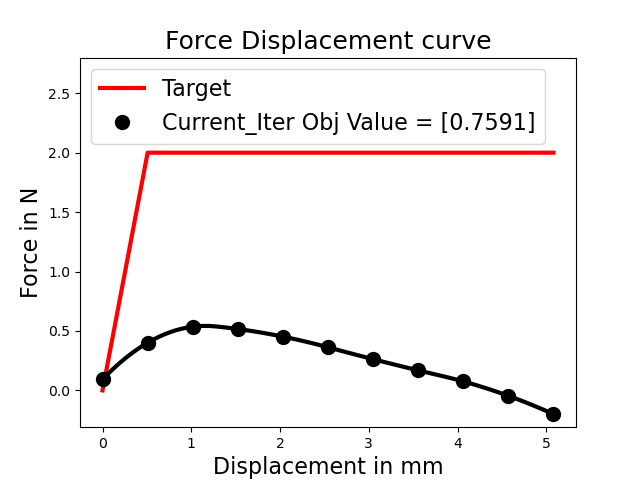 Force Displacement curve
Target
Current_Iter Obj Value = [0.7591]
Force in N
2.5
2.0
1.5
1.0
0.5
0.0
0 1 2 3 4 5
Displacement in mm